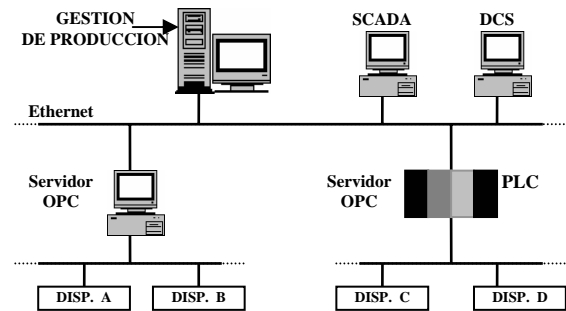 GESTION
DE PRODUCCION
SCADA
DCS
Ethernet
Servidor
OPC
Servidor
OPC
PLC
DISP. A
DISP. B
DISP. C
DISP. D